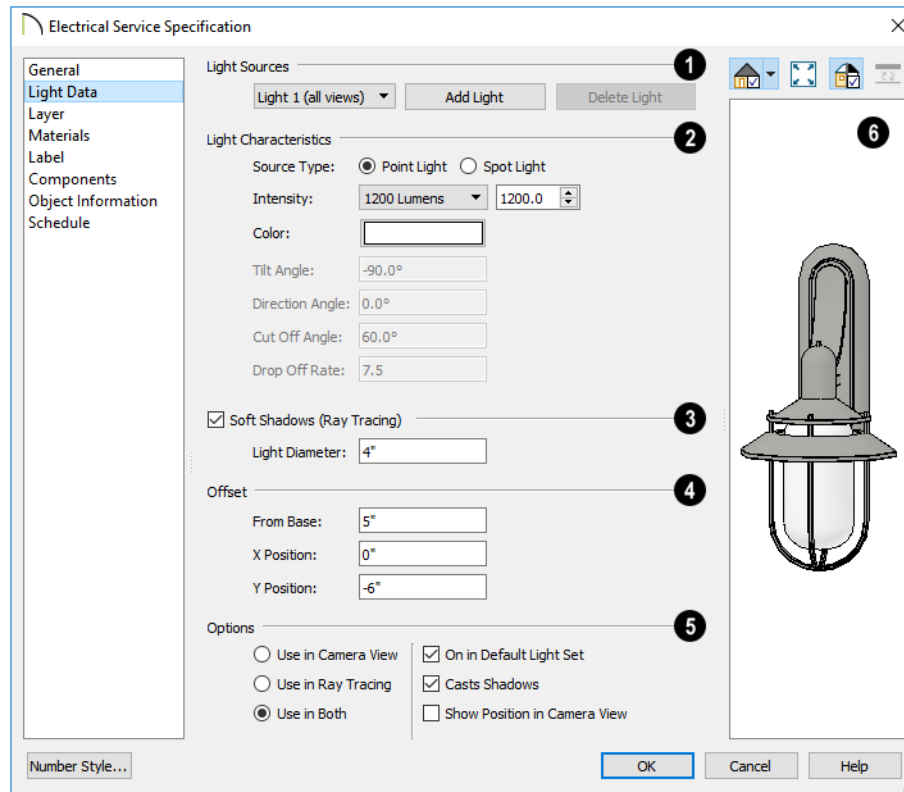 Electrical Service Specification
General
Light Data
Layer
Materials
Label
Components
Object Information
Schedule
Light Sources
1
Light 1 (all views)
Add Light
Delete Light
Light Characteristics
2
Source Type:
Point Light
Spot Light
Intensity:
1200 Lumens
1200.0
Color:
Tilt Angle:
-90.0°
Direction Angle:
0.0°
Cut Off Angle:
60.0°
Drop Off Rate:
7.5
Soft Shadows (Ray Tracing)
3
Light Diameter:
4"
Offset
4
From Base:
5"
X Position:
0"
Y Position:
-6"
Options
5
Use in Camera View
On in Default Light Set
Use in Ray Tracing
Casts Shadows
Use in Both
Show Position in Camera View
6
Number Style...
OK
Cancel
Help